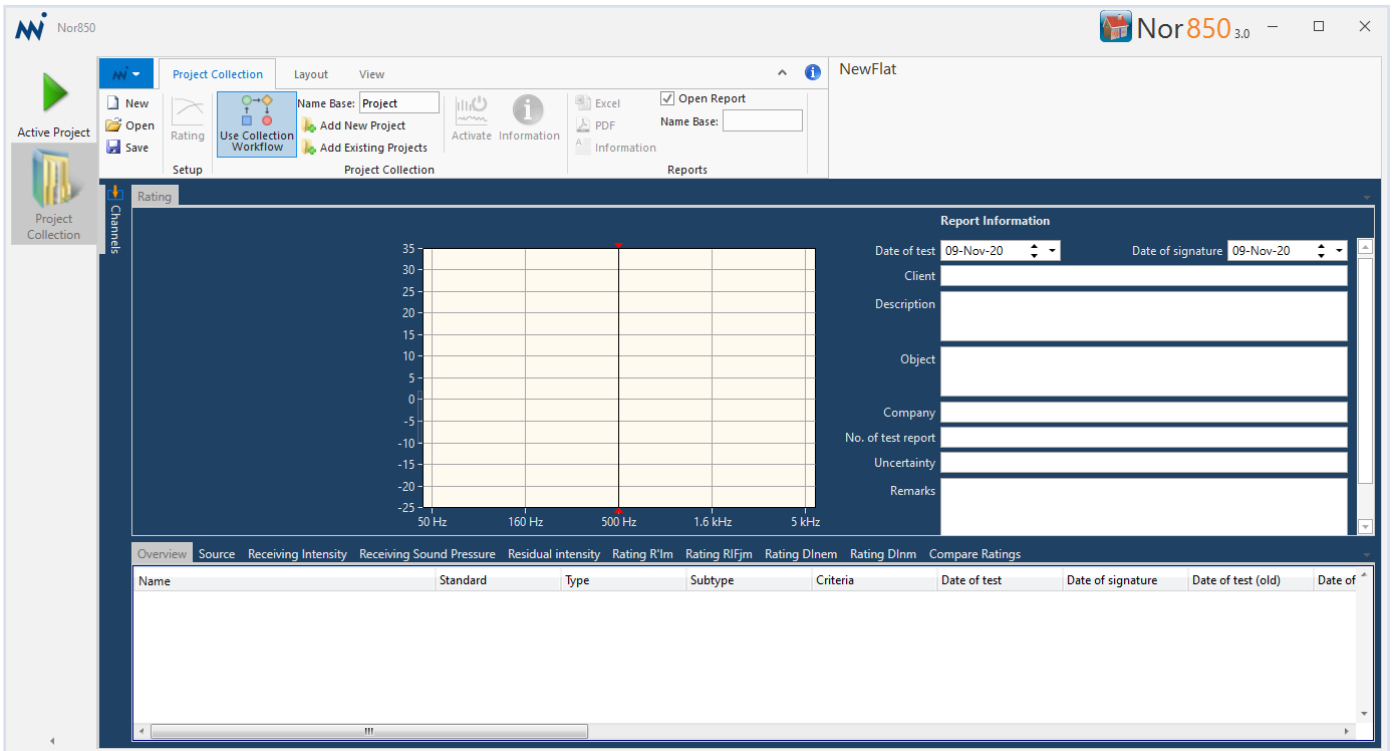 Nor850
Nor850 3.0
Active Project
Project
Collection
Project Collection Layout View
NewFlat
New
Open
Save
Setup
Rating
Use Collection
Workflow
Name Base: Project
Add New Project
Add Existing Projects
Project Collection
Activate Information
Excel
PDF
Information
Open Report
Name Base:
Reports
Channels
Rating
35
30
25
20
15
10
5
0
-5
-10
-15
-20
-25
50 Hz 160 Hz 500 Hz 1.6 kHz 5 kHz
Report Information
Date of test 09-Nov-20 Date of signature 09-Nov-20
Client
Description
Object
Company
No. of test report
Uncertainty
Remarks
Overview Source Receiving Intensity Receiving Sound Pressure Residual intensity Rating R'Im Rating RIFjm Rating DInem Rating DInm Compare Ratings
Name Standard Type Subtype Criteria Date of test Date of signature Date of test (old) Date of